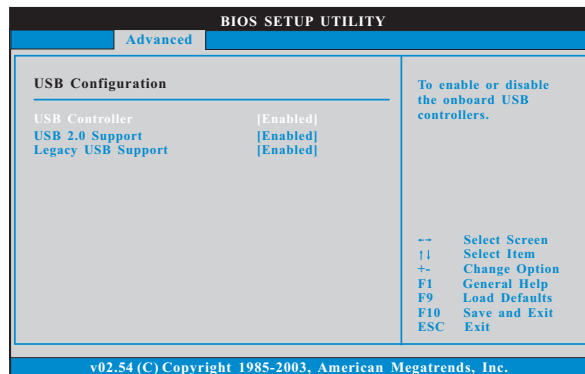 BIOS SETUP UTILITY
Advanced
USB Configuration
USB Controller [Enabled]
USB 2.0 Support [Enabled]
Legacy USB Support [Enabled]
To enable or disable
the onboard USB
controllers.
←→ Select Screen
↑↓ Select Item
+- Change Option
F1 General Help
F9 Load Defaults
F10 Save and Exit
ESC Exit
v02.54 (C) Copyright 1985-2003, American Megatrends, Inc.